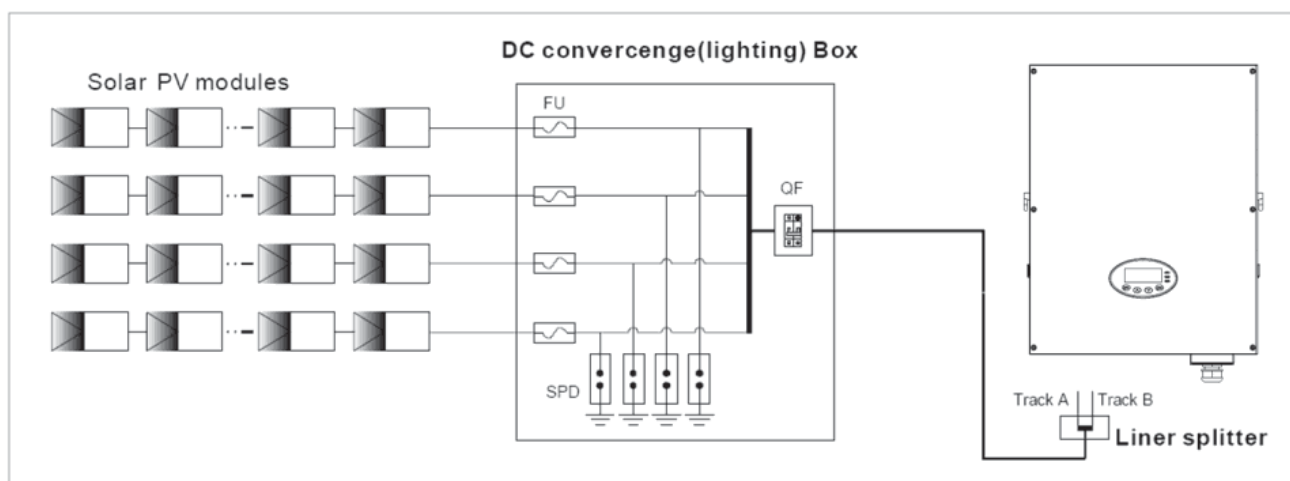 DC convercenge(lighting) Box
Solar PV modules
FU
QF
SPD
Track A
Track B
Liner splitter